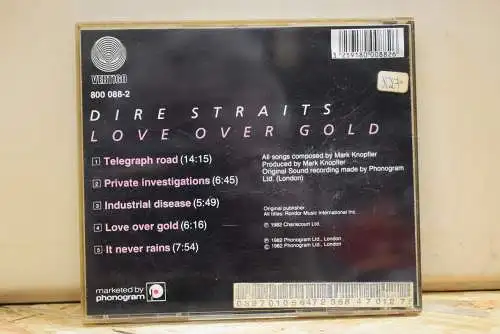 VERTIGO
800 088-2
3 259180 008826
DIRE STRAITS
LOVE OVER GOLD
1 Telegraph road (14:15)
2 Private investigations (6:45)
3 Industrial disease (5:49)
4 Love over gold (6:16)
5 It never rains (7:54)
All songs composed by Mark Knopfler
Produced by Mark Knopfler
Original Sound recording made by Phonogram
Ltd. (London)
Original publisher:
All titles: Rondor Music International Inc.
© 1982 Chariscourt Ltd.
℗ 1982 Phonogram Ltd., London
© 1982 Phonogram Ltd., London
marketed by
phonogram